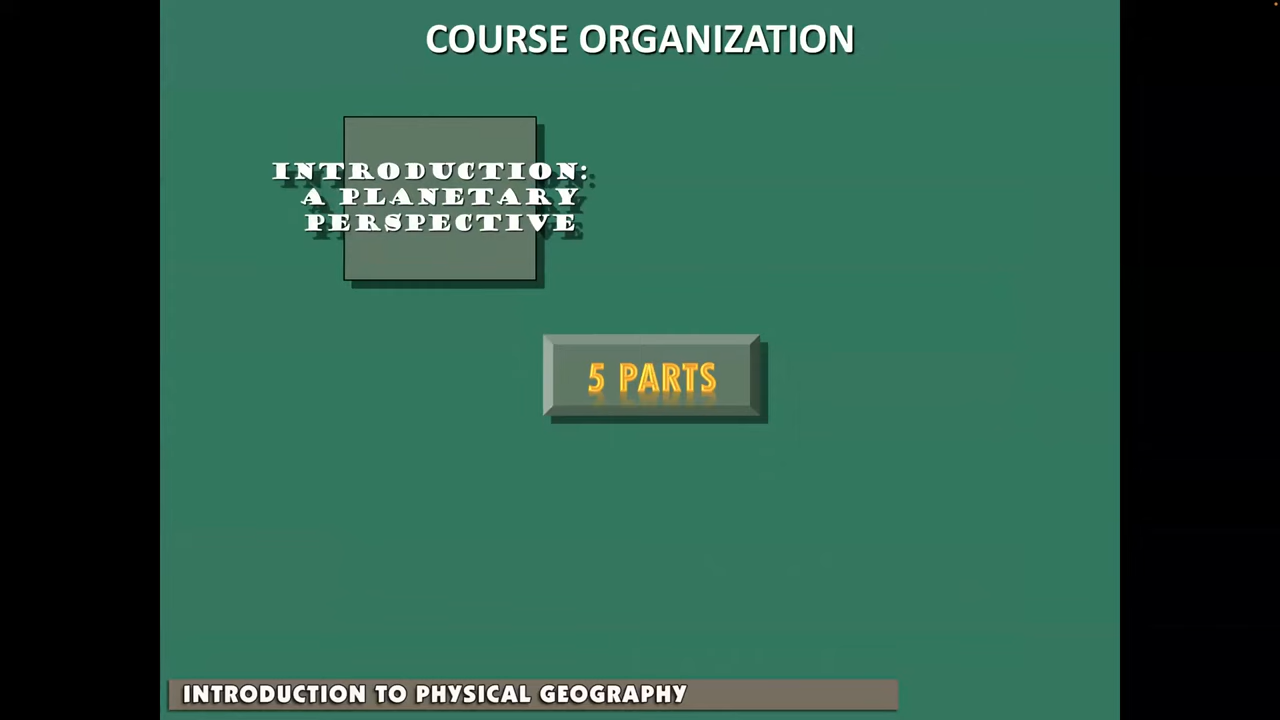 COURSE ORGANIZATION
INTRODUCTION:
A PLANETARY
PERSPECTIVE
5 PARTS
INTRODUCTION TO PHYSICAL GEOGRAPHY